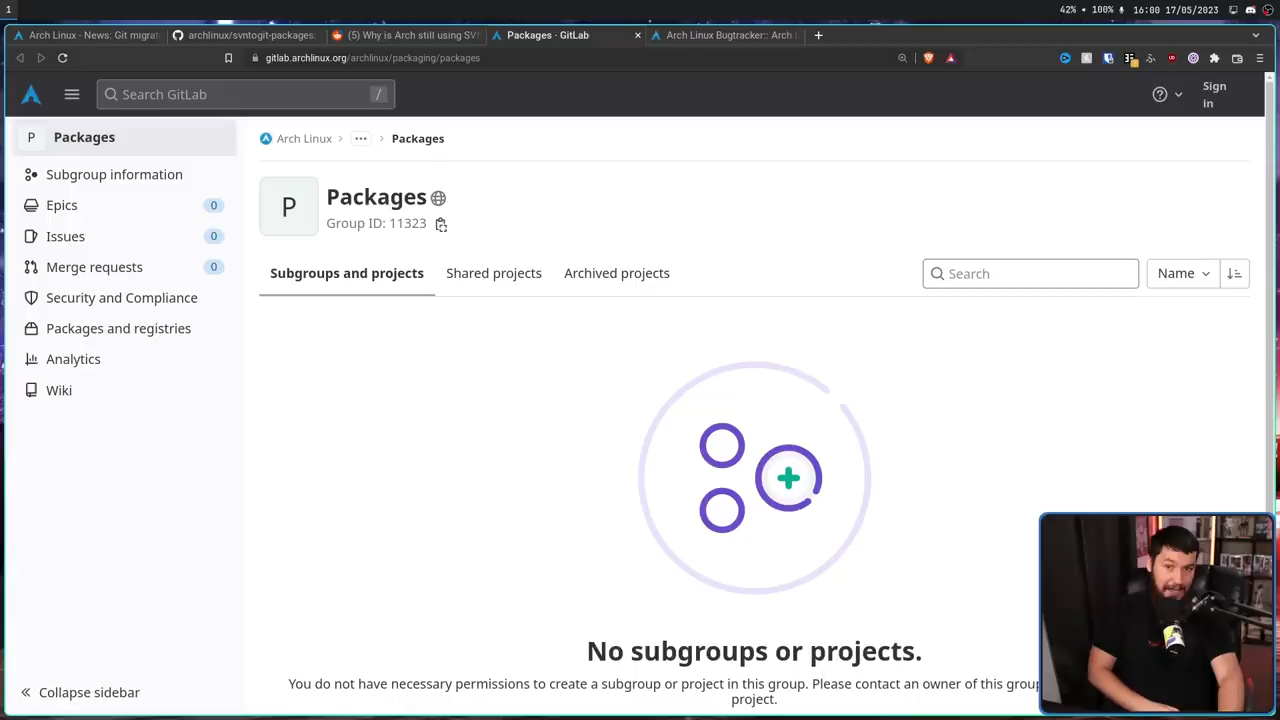 1
42%
100%
16:00 17/05/2023
Arch Linux - News: Git migrat
archlinux/svntogit-packages:
(5) Why is Arch still using SV
Packages · GitLab
Arch Linux Bugtracker:: Arch L
gitlab.archlinux.org/archlinux/packaging/packages
Search GitLab
/
Sign
in
P
Packages
Subgroup information
Epics
0
Issues
0
Merge requests
0
Security and Compliance
Packages and registries
Analytics
Wiki
Collapse sidebar
Arch Linux
Packages
P
Packages
Group ID: 11323
Subgroups and projects
Shared projects
Archived projects
Search
Name
No subgroups or projects.
You do not have necessary permissions to create a subgroup or project in this group. Please contact an owner of this group
project.